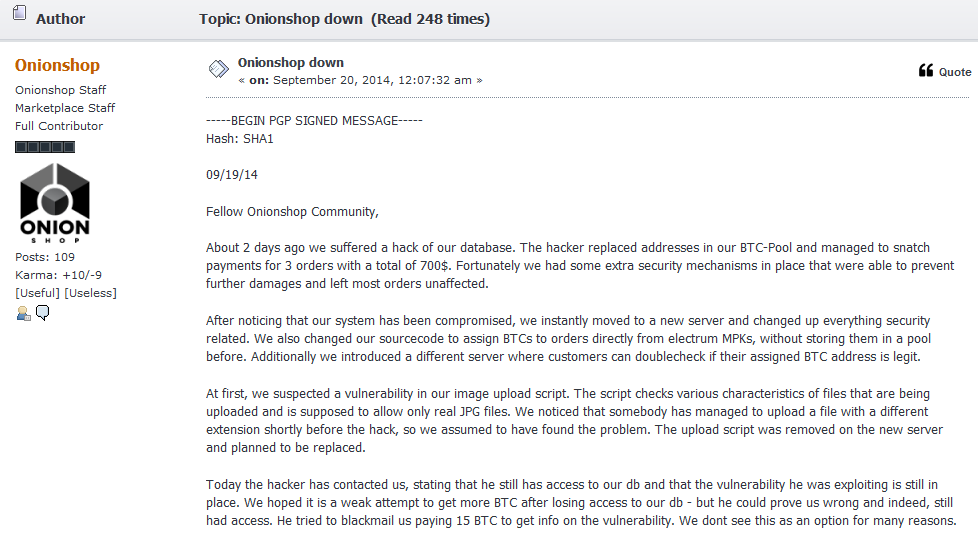 Author
Topic: Onionshop down (Read 248 times)
Onionshop
Onionshop Staff
Marketplace Staff
Full Contributor
ONION
SHOP
Posts: 109
Karma: +10/-9
[Useful] [Useless]
Onionshop down
« on: September 20, 2014, 12:07:32 am »
Quote
-----BEGIN PGP SIGNED MESSAGE-----
Hash: SHA1
09/19/14
Fellow Onionshop Community,
About 2 days ago we suffered a hack of our database. The hacker replaced addresses in our BTC-Pool and managed to snatch
payments for 3 orders with a total of 700$. Fortunately we had some extra security mechanisms in place that were able to prevent
further damages and left most orders unaffected.
After noticing that our system has been compromised, we instantly moved to a new server and changed up everything security
related. We also changed our sourcecode to assign BTCs to orders directly from electrum MPKs, without storing them in a pool
before. Additionally we introduced a different server where customers can doublecheck if their assigned BTC address is legit.
At first, we suspected a vulnerability in our image upload script. The script checks various characteristics of files that are being
uploaded and is supposed to allow only real JPG files. We noticed that somebody has managed to upload a file with a different
extension shortly before the hack, so we assumed to have found the problem. The upload script was removed on the new server
and planned to be replaced.
Today the hacker has contacted us, stating that he still has access to our db and that the vulnerability he was exploiting is still in
place. We hoped it is a weak attempt to get more BTC after losing access to our db - but he could prove us wrong and indeed, still
had access. He tried to blackmail us paying 15 BTC to get info on the vulnerability. We dont see this as an option for many reasons.